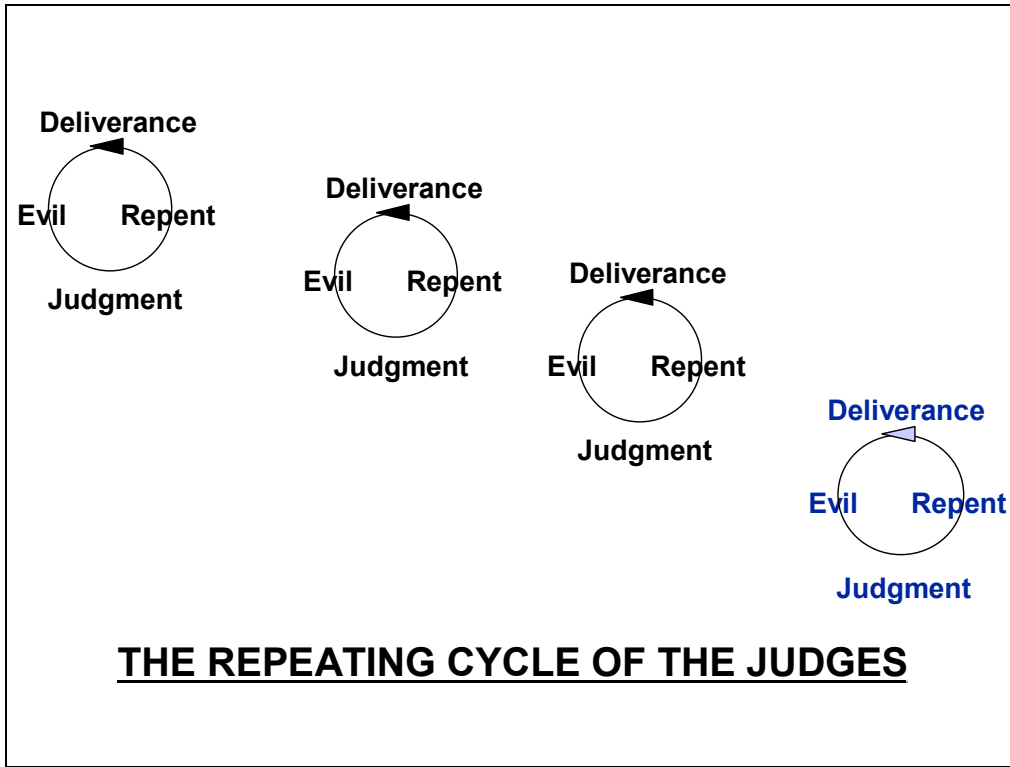 Deliverance
Evil Repent
Judgment
Deliverance
Evil Repent
Judgment
Deliverance
Evil Repent
Judgment
Deliverance
Evil Repent
Judgment
THE REPEATING CYCLE OF THE JUDGES